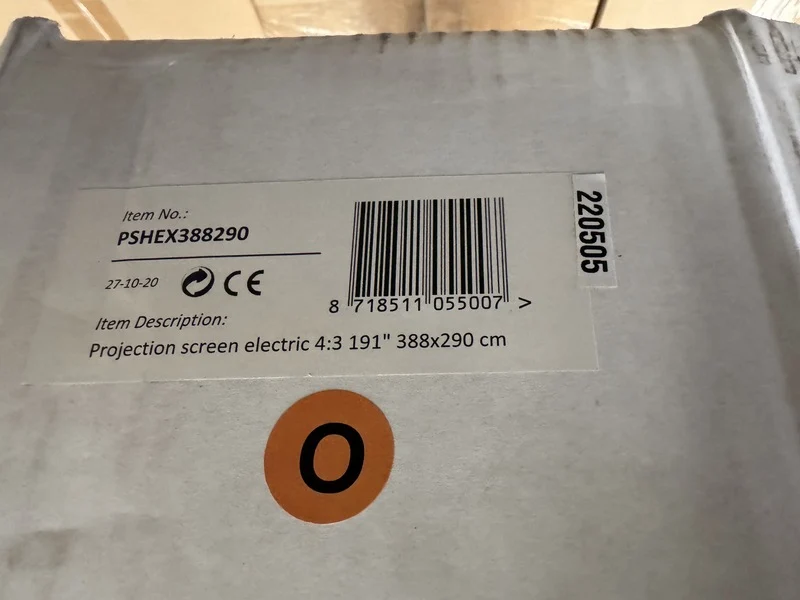 Item No.:
PSHEX388290
27-10-20 CE
Item Description:
Projection screen electric 4:3 191" 388x290 cm
8 718511 055007 >
220505
O